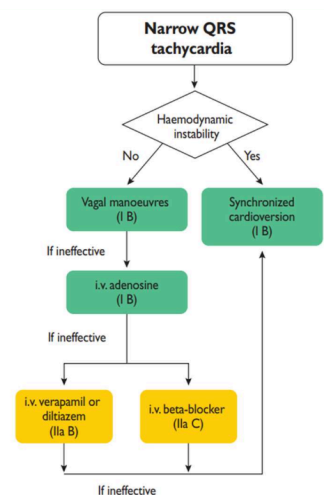 Narrow QRS
tachycardia
Haemodynamic
instability
No
Yes
Vagal manoeuvres
(I B)
Synchronized
cardioversion
(I B)
If ineffective
i.v. adenosine
(I B)
If ineffective
i.v. verapamil or
diltiazem
(IIa B)
i.v. beta-blocker
(IIa C)
If ineffective